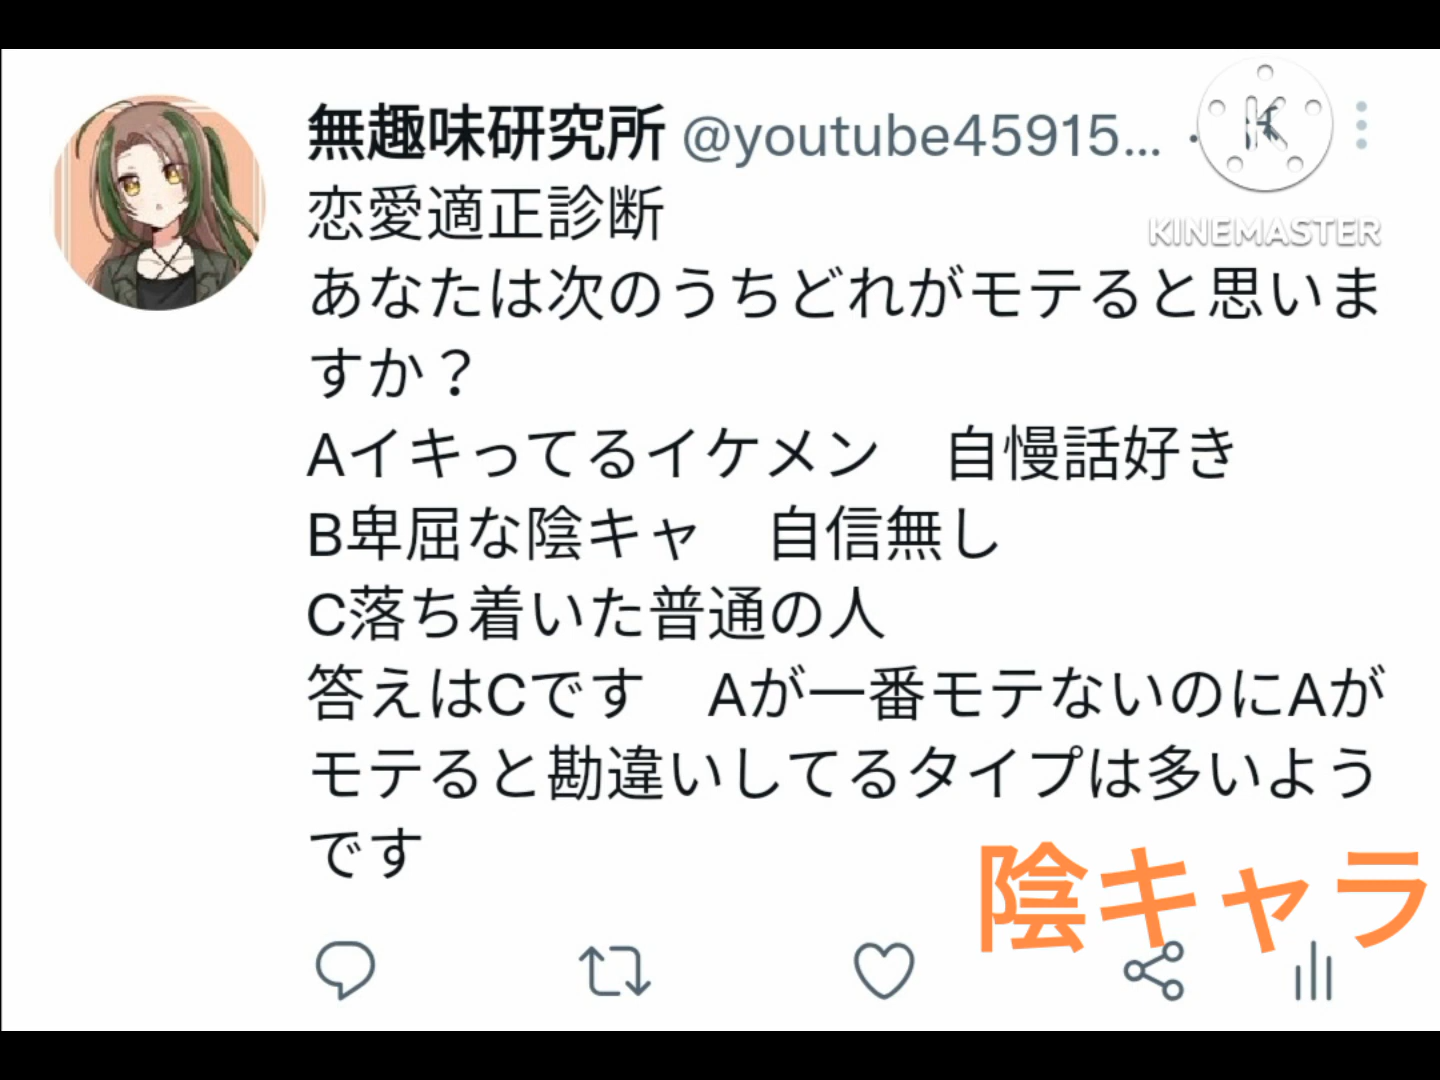 無趣味研究所 @youtube45915... ·
KINEMASTER
恋愛適正診断
あなたは次のうちどれがモテると思いま
すか？
Aイキってるイケメン　自慢話好き
B卑屈な陰キャ　自信無し
C落ち着いた普通の人
答えはCです　Aが一番モテないのにAが
モテると勘違いしてるタイプは多いよう
です
陰キャラ